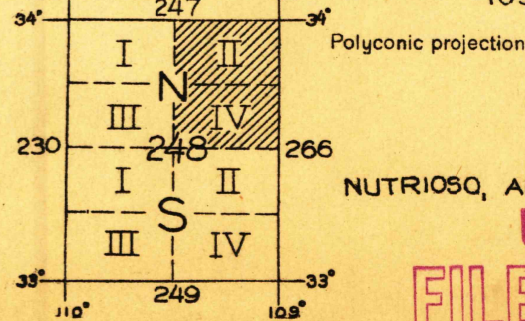 247
34° 34°
Polyconic projection
I II
N
III IV
230 248 266
I II
NUTRIOSO, A
S
III IV
33° 33°
249
110° 109°